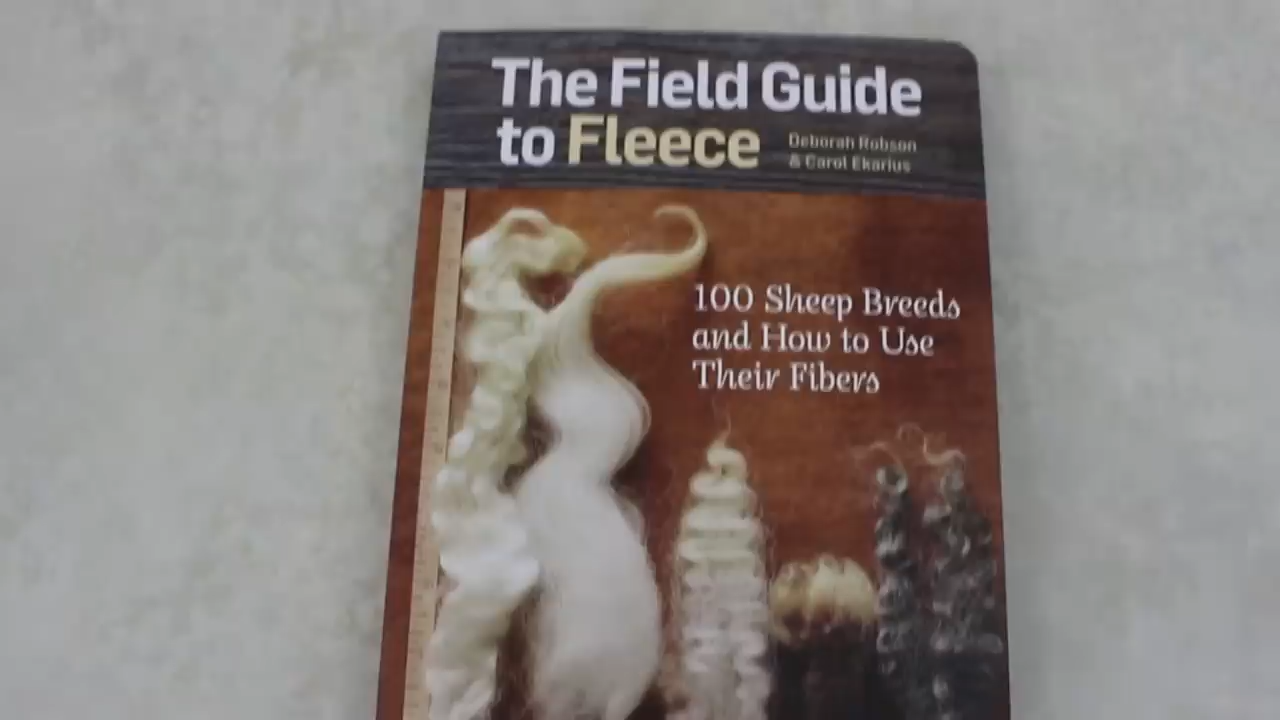 The Field Guide
to Fleece
Deborah Robson
& Carol Ekarius
100 Sheep Breeds
and How to Use
Their Fibers